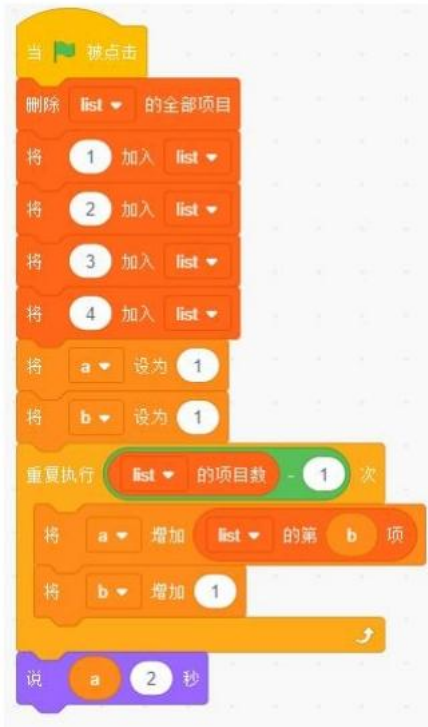 当 被点击
删除 list 的全部项目
将 1 加入 list
将 2 加入 list
将 3 加入 list
将 4 加入 list
将 a 设为 1
将 b 设为 1
重复执行 list 的项目数 - 1 次
将 a 增加 list 的第 b 项
将 b 增加 1
说 a 2 秒